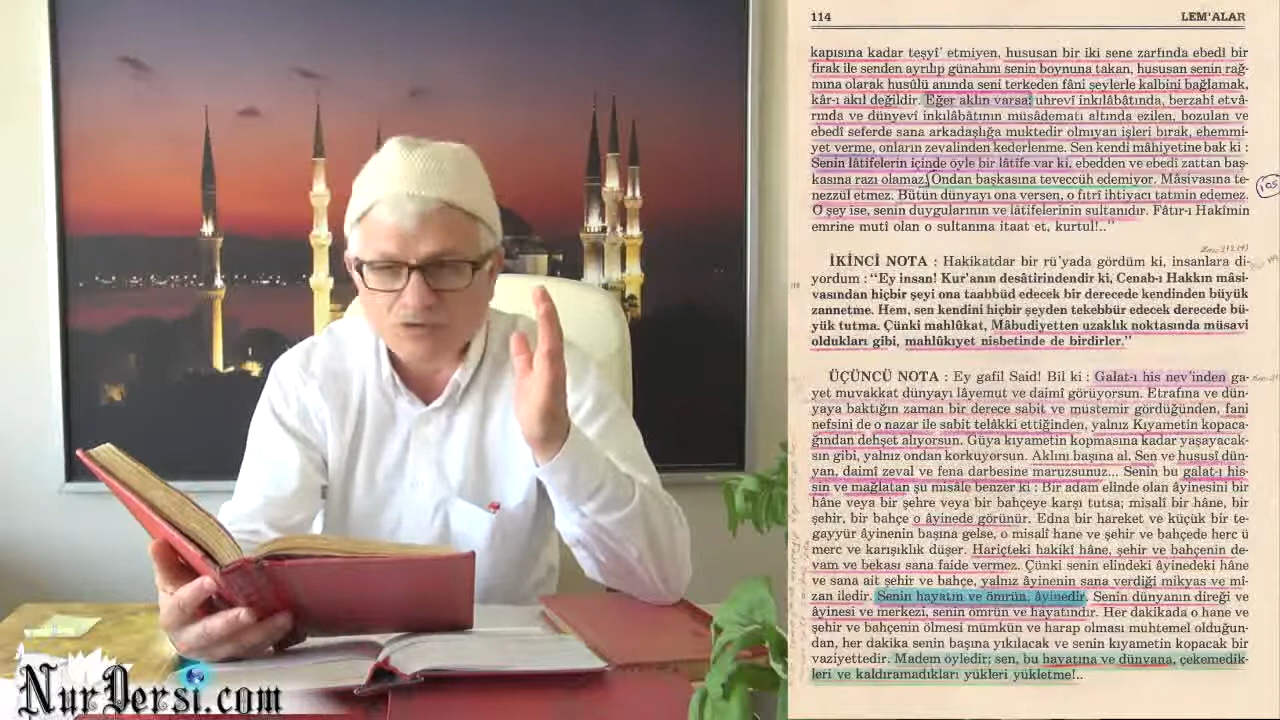 114
LEM'ALAR
kapısına kadar teşyi' etmiyen, hususan bir iki sene zarfında ebedî bir
firak ile senden ayrılıp günahını senin boynuna takan, hususan senin rağ-
mına olarak husûlü anında seni terkeden fâni şeylerle kalbini bağlamak,
kâr-ı akıl değildir. Eğer aklın varsa; uhrevî inkılâbâtında, berzahî etvâ-
rında ve dünyevî inkılâbâtının müsâdematı altında ezilen, bozulan ve
ebedî seferde sana arkadaşlığa muktedir olmıyan işleri bırak, ehemmi-
yet verme, onların zevalinden kederlenme. Sen kendi mâhiyetine bak ki :
Senin lâtifelerin içinde öyle bir lâtife var ki, ebedden ve ebedî zattan baş-
kasına razı olamaz. Ondan başkasına teveccüh edemiyor. Mâsivasına te-
nezzül etmez. Bütün dünyayı ona versen, o fıtrî ihtiyacı tatmin edemez.
O şey ise, senin duygularının ve lâtifelerinin sultanıdır. Fâtır-ı Hakîmin
emrine mutî olan o sultanına itaat et, kurtul!.."
İKİNCİ NOTA : Hakikatdar bir rü'yada gördüm ki, insanlara di-
yordum : "Ey insan! Kur'anın desâtirindendir ki, Cenab-ı Hakkın mâsi-
vasından hiçbir şeyi ona taabbüd edecek bir derecede kendinden büyük
zannetme. Hem, sen kendini hiçbir şeyden tekebbür edecek derecede bü-
yük tutma. Çünki mahlûkat, Mâbudiyetten uzaklık noktasında müsavi
oldukları gibi, mahlûkıyet nisbetinde de birdirler."
ÜÇÜNCÜ NOTA : Ey gafil Said! Bil ki : Galat-ı his nev'inden ga-
yet muvakkat dünyayı lâyemut ve daimî görüyorsun. Etrafına ve dün-
yaya baktığın zaman bir derece sabit ve müstemir gördüğünden, fani
nefsini de o nazar ile sabit telâkki ettiğinden, yalnız Kıyametin kopaca-
ğından dehşet alıyorsun. Güya kıyametin kopmasına kadar yaşayacak-
sın gibi, yalnız ondan korkuyorsun. Aklını başına al. Sen ve hususî dün-
yan, daimî zeval ve fena darbesine maruzsunuz... Senin bu galat-ı his-
sin ve mağlatan şu misâle benzer ki : Bir adam elinde olan âyinesini bir
hâne veya bir şehre veya bir bahçeye karşı tutsa; misalî bir hâne, bir
şehir, bir bahçe o âyinede görünür. Edna bir hareket ve küçük bir te-
gayyür âyinenin başına gelse, o misalî hane ve şehir ve bahçede herc ü
merc ve karışıklık düşer. Hariçteki hakikî hâne, şehir ve bahçenin de-
vam ve bekası sana faide vermez. Çünki senin elindeki âyinedeki hâne
ve sana ait şehir ve bahçe, yalnız âyinenin sana verdiği mikyas ve mi-
zan iledir. Senin hayatın ve ömrün, âyinedir. Senin dünyanın direği ve
âyinesi ve merkezi, senin ömrün ve hayatındır. Her dakikada o hane ve
şehir ve bahçenin ölmesi mümkün ve harap olması muhtemel olduğun-
dan, her dakika senin başına yıkılacak ve senin kıyametin kopacak bir
vaziyettedir. Madem öyledir; sen, bu hayatına ve dünyana, çekemedik-
leri ve kaldıramadıkları yükleri yükletme!..
NurDersi.com